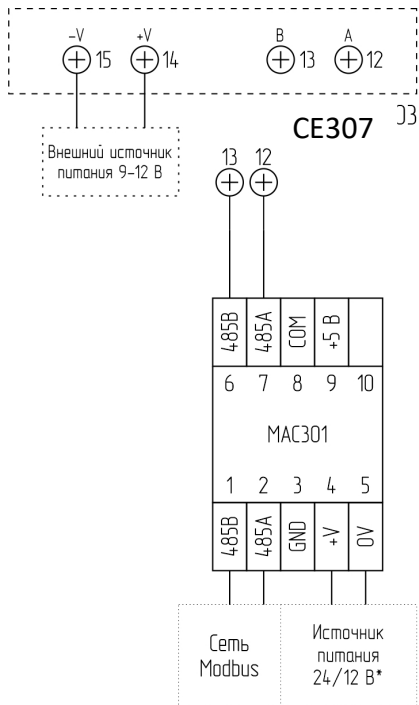 -V +V B A
15 14 13 12
CE307
Внешний источник
питания 9-12 В
13 12
485B 485A COM +5 В
6 7 8 9 10
MAC301
1 2 3 4 5
485B 485A GND +V 0V
Сеть
Modbus
Источник
питания
24/12 В*